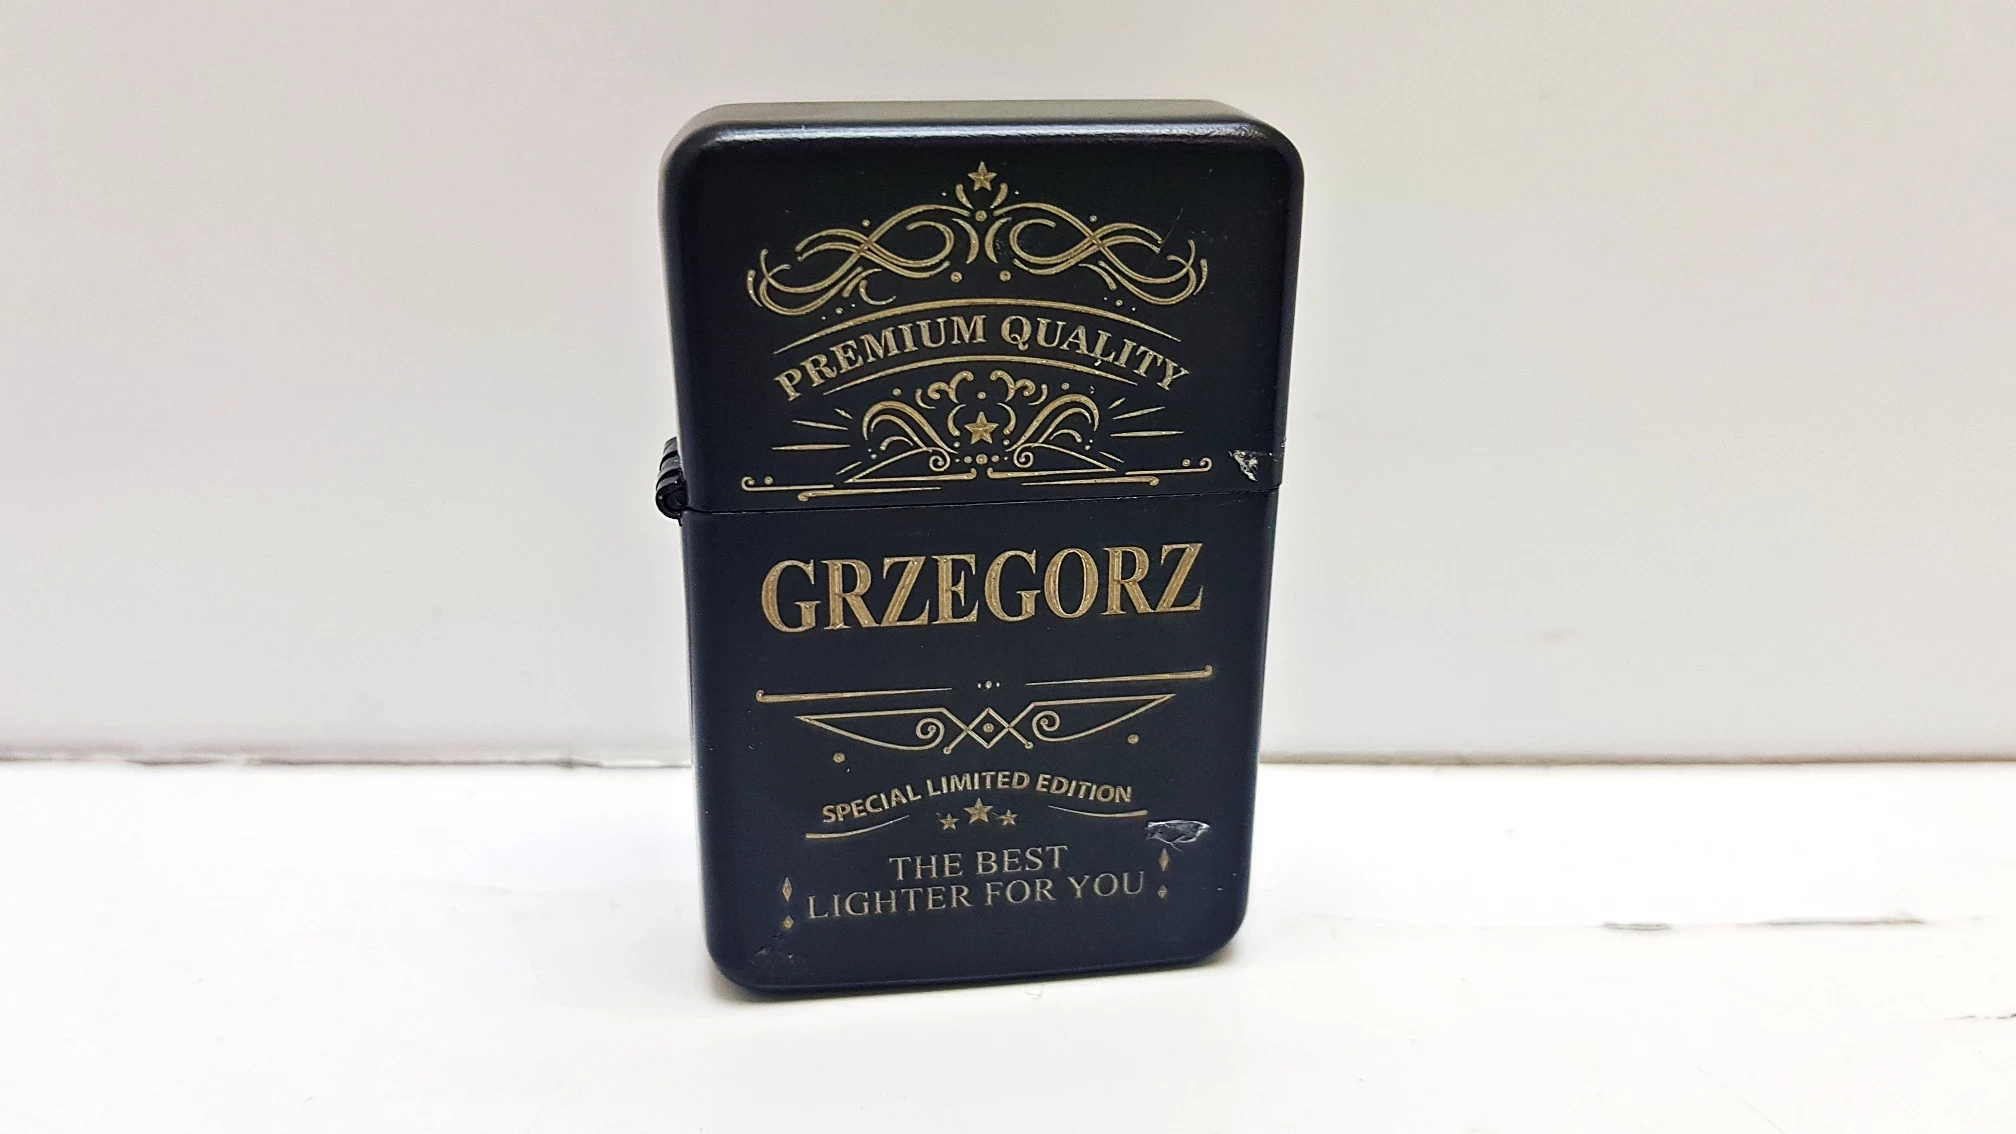 PREMIUM QUALITY
GRZEGORZ
SPECIAL LIMITED EDITION
THE BEST
LIGHTER FOR YOU